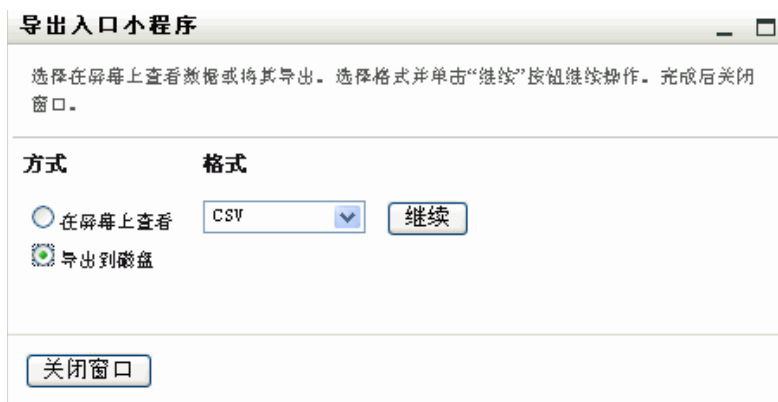 导出入口小程序
选择在屏幕上查看数据或将其导出。选择格式并单击“继续”按钮继续操作。完成后关闭
窗口。
方式 格式
在屏幕上查看 CSV 继续
导出到磁盘
关闭窗口